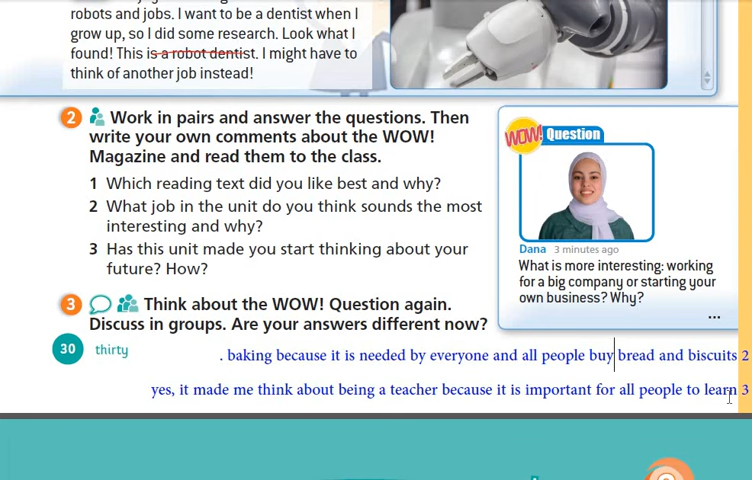 robots and jobs. I want to be a dentist when I
grow up, so I did some research. Look what I
found! This is a robot dentist. I might have to
think of another job instead!
2 Work in pairs and answer the questions. Then
write your own comments about the WOW!
Magazine and read them to the class.
1 Which reading text did you like best and why?
2 What job in the unit do you think sounds the most
interesting and why?
3 Has this unit made you start thinking about your
future? How?
3 Think about the WOW! Question again.
Discuss in groups. Are your answers different now?
WOW! Question
Dana 3 minutes ago
What is more interesting: working
for a big company or starting your
own business? Why?
...
30 thirty
. baking because it is needed by everyone and all people buy bread and biscuits 2
yes, it made me think about being a teacher because it is important for all people to learn 3